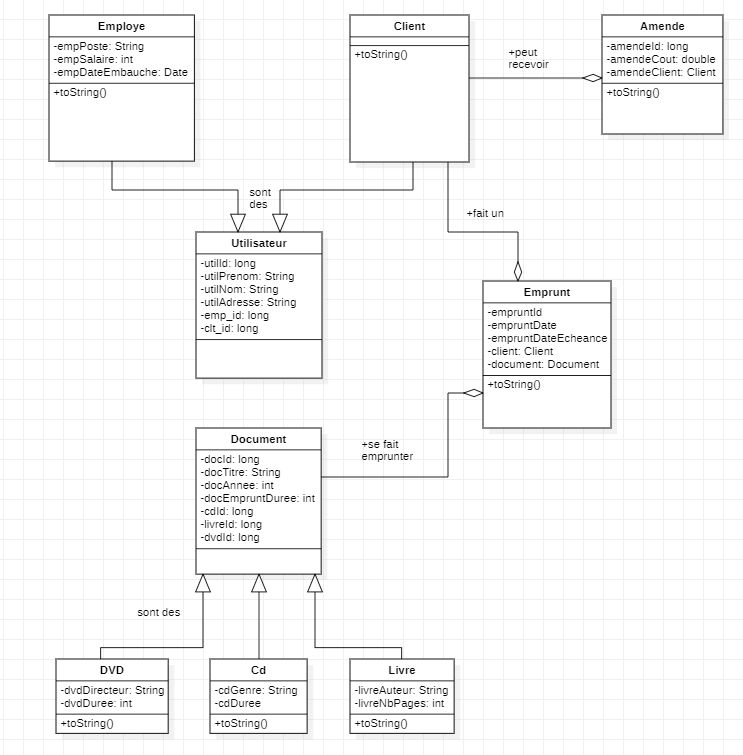 Employe
-empPoste: String
-empSalaire: int
-empDateEmbauche: Date
+toString()
Client
+toString()
+peut
recevoir
Amende
-amendeId: long
-amendeCout: double
-amendeClient: Client
+toString()
sont
des
+fait un
Utilisateur
-utilId: long
-utilPrenom: String
-utilNom: String
-utilAdresse: String
-emp_id: long
-clt_id: long
Emprunt
-empruntId
-empruntDate
-empruntDateEcheance
-client: Client
-document: Document
+toString()
Document
-docId: long
-docTitre: String
-docAnnee: int
-docEmpruntDuree: int
-cdId: long
-livreId: long
-dvdId: long
+se fait
emprunter
sont des
DVD
-dvdDirecteur: String
-dvdDuree: int
+toString()
Cd
-cdGenre: String
-cdDuree
+toString()
Livre
-livreAuteur: String
-livreNbPages: int
+toString()